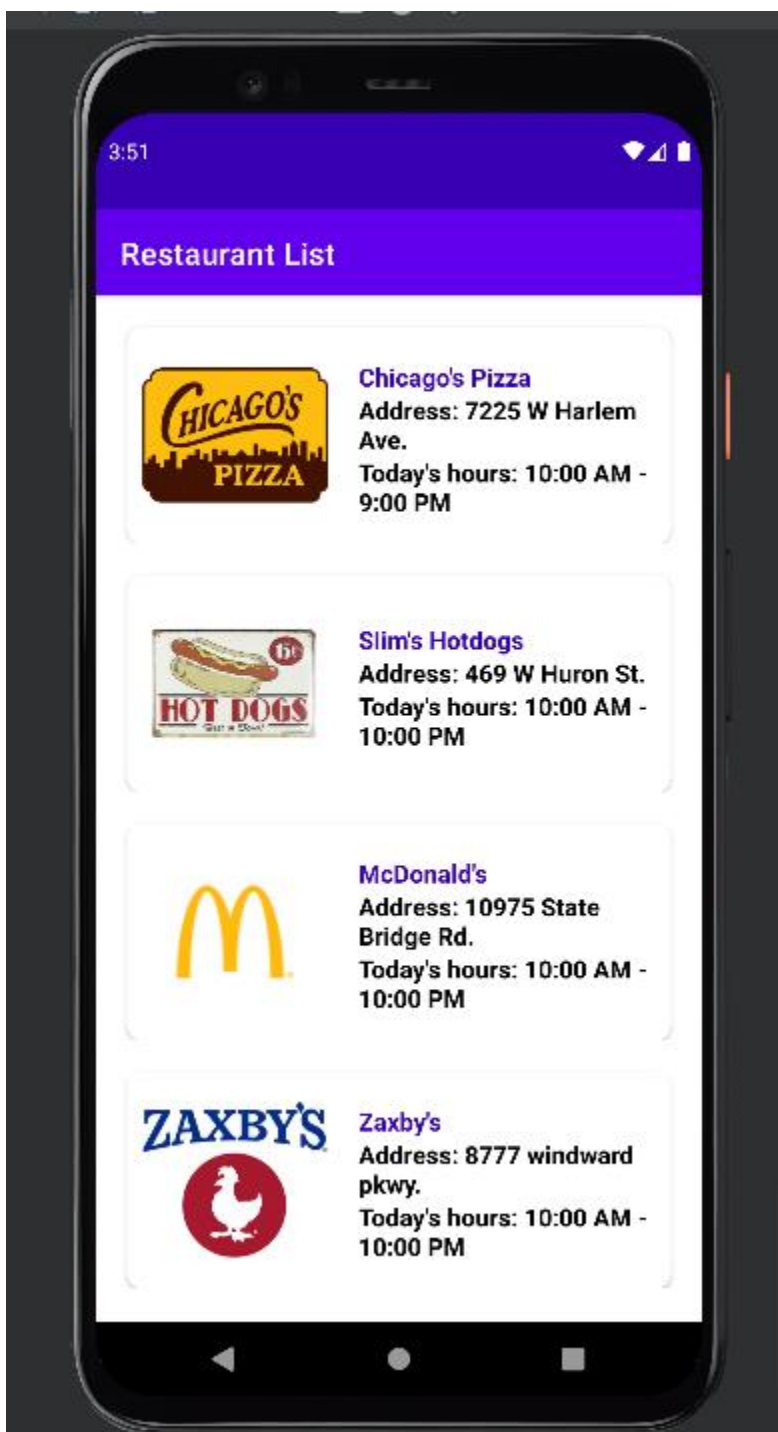 3:51
Restaurant List
CHICAGO'S
PIZZA
Chicago's Pizza
Address: 7225 W Harlem
Ave.
Today's hours: 10:00 AM -
9:00 PM
15¢
HOT DOGS
Slim's Hotdogs
Address: 469 W Huron St.
Today's hours: 10:00 AM -
10:00 PM
McDonald's
Address: 10975 State
Bridge Rd.
Today's hours: 10:00 AM -
10:00 PM
ZAXBY'S
Zaxby's
Address: 8777 windward
pkwy.
Today's hours: 10:00 AM -
10:00 PM